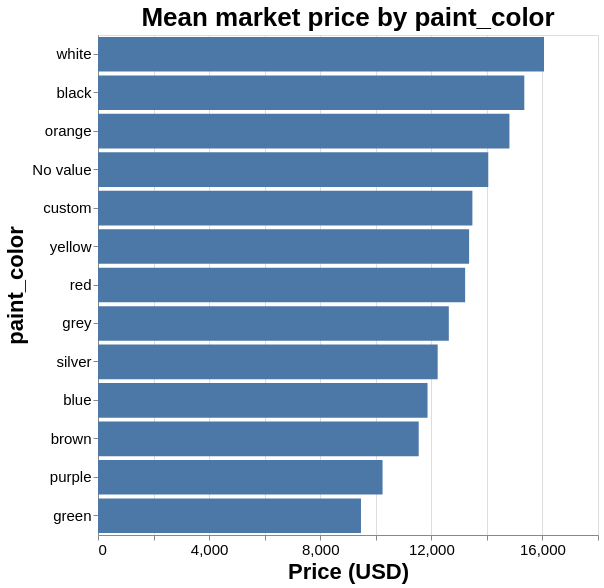 Mean market price by paint_color
white
black
orange
No value
custom
yellow
red
grey
silver
blue
brown
purple
green
paint_color
0 4,000 8,000 12,000 16,000
Price (USD)